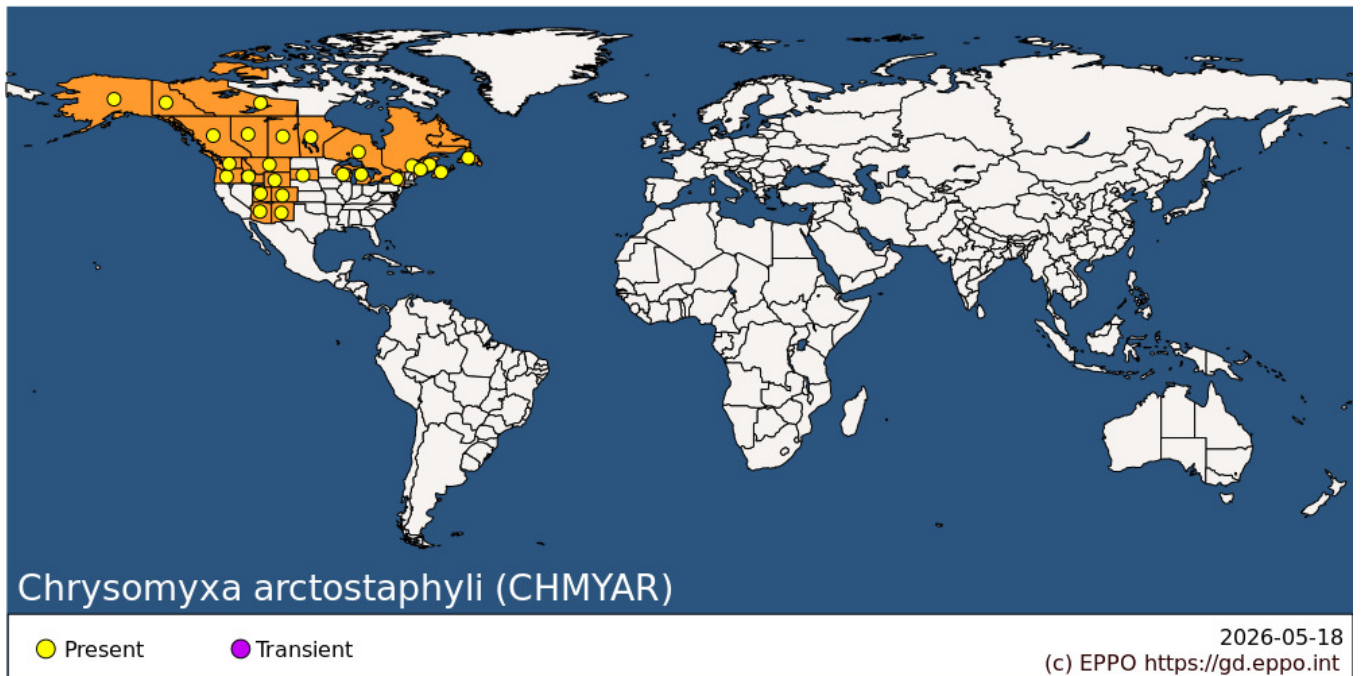 Chrysomyxa arctostaphyli (CHMYAR)
Present
Transient
2026-05-18
(c) EPPO https://gd.eppo.int